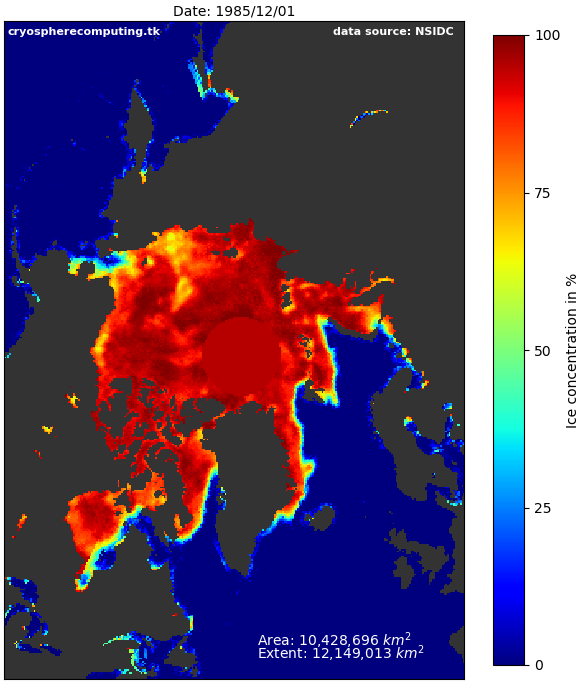 Date: 1985/12/01
cryospherecomputing.tk data source: NSIDC
100
75
50
25
0
Ice concentration in %
Area: 10,428,696 km²
Extent: 12,149,013 km²